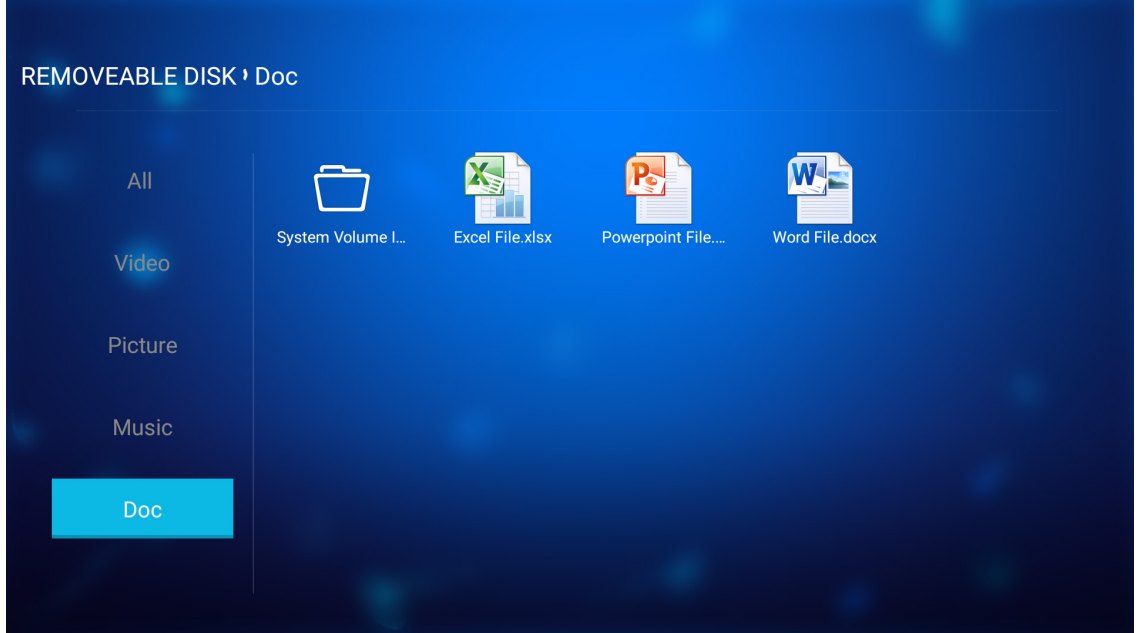 REMOVEABLE DISK › Doc
All
Video
Picture
Music
Doc
System Volume I...
Excel File.xlsx
Powerpoint File....
Word File.docx